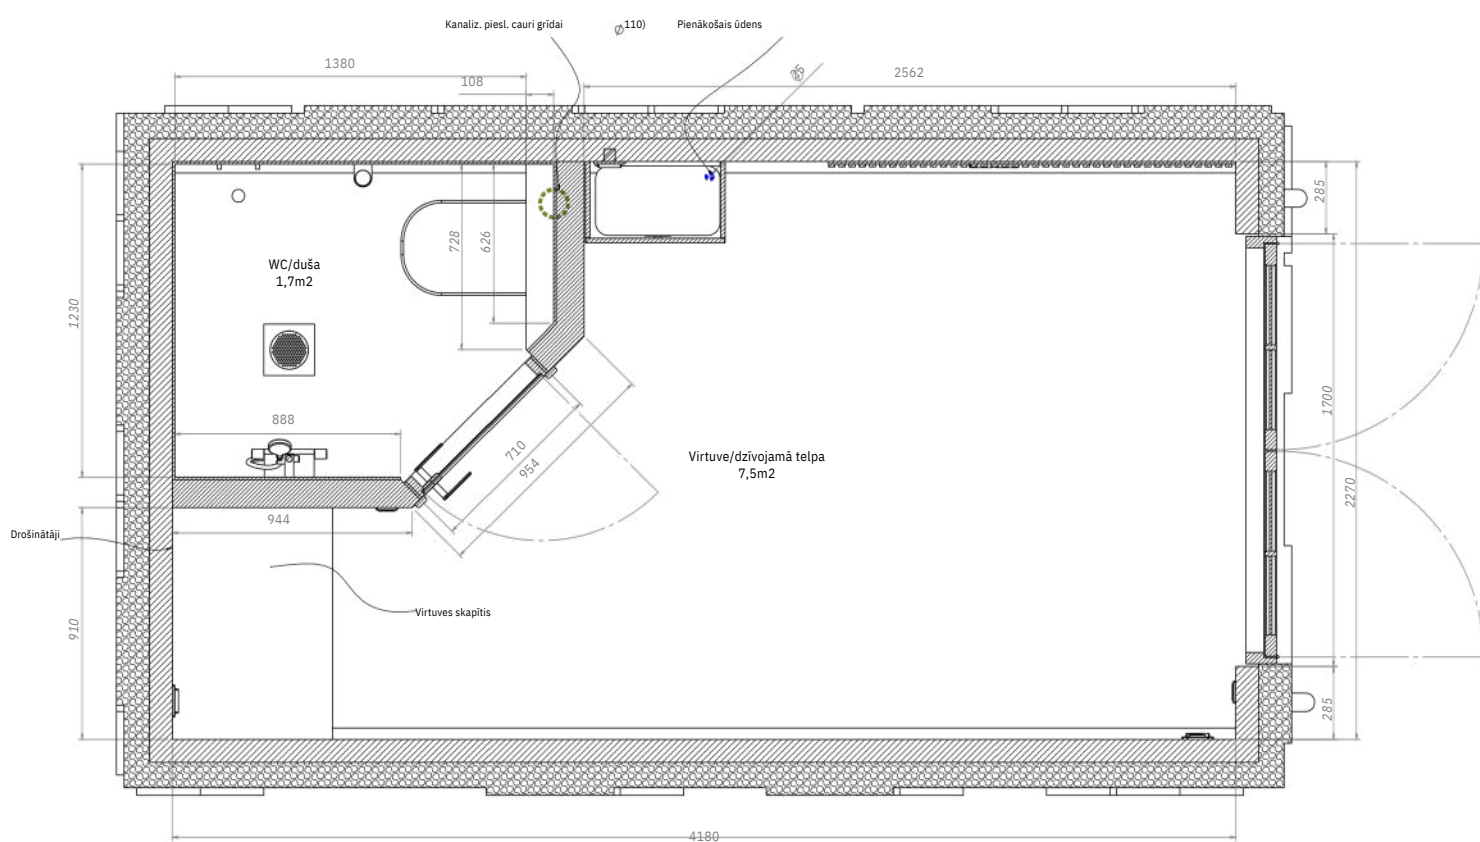 Kanaliz. piesl. cauri grīdai
⌀110)
Pienākošais ūdens
1380
108
⌀25
2562
285
728
626
WC/duša
1,7m2
1230
1700
888
710
954
Virtuve/dzīvojamā telpa
7,5m2
2270
944
Drošinātāji
Virtuves skapītis
910
285
4180